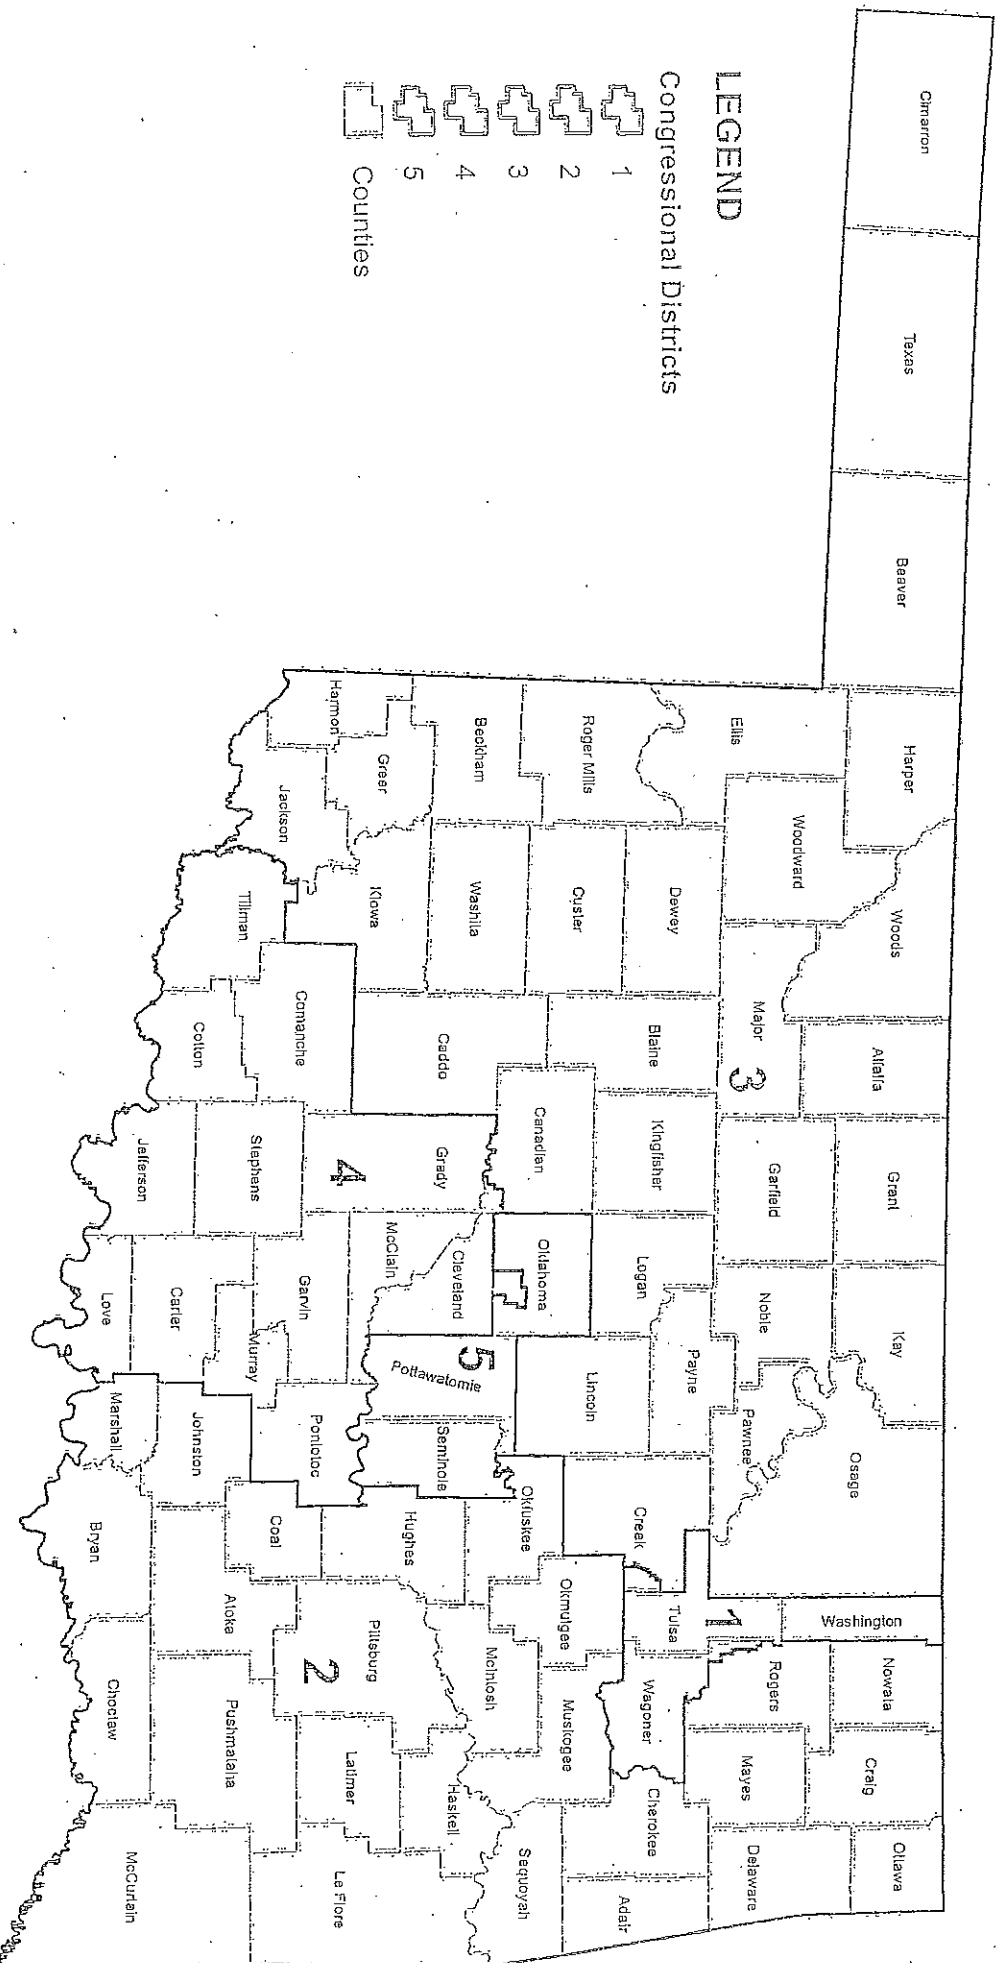 LEGEND
Congressional Districts
1
2
3
4
5
Counties
Cimarron
Texas
Beaver
Harper
Woods
Alfalfa
Grant
Kay
Osage
Washington
Nowata
Craig
Ottawa
Ellis
Woodward
Major
3
Garfield
Noble
Pawnee
1
Rogers
Mayes
Delaware
Roger Mills
Dewey
Blaine
Kingfisher
Logan
Payne
Creek
Tulsa
Wagoner
Cherokee
Adair
Beckham
Custer
Washita
Canadian
Oklahoma
Lincoln
Okfuskee
Okmulgee
Muskogee
Sequoyah
Harmon
Greer
Kiowa
Caddo
Grady
Cleveland
McClain
5
Pottawatomie
Seminole
Hughes
McIntosh
Haskell
Jackson
Tillman
Comanche
4
Stephens
Garvin
Murray
Pontotoc
Coal
Pittsburg
2
Latimer
Le Flore
Cotton
Jefferson
Carter
Love
Johnston
Marshall
Atoka
Bryan
Pushmataha
Choctaw
McCurtain